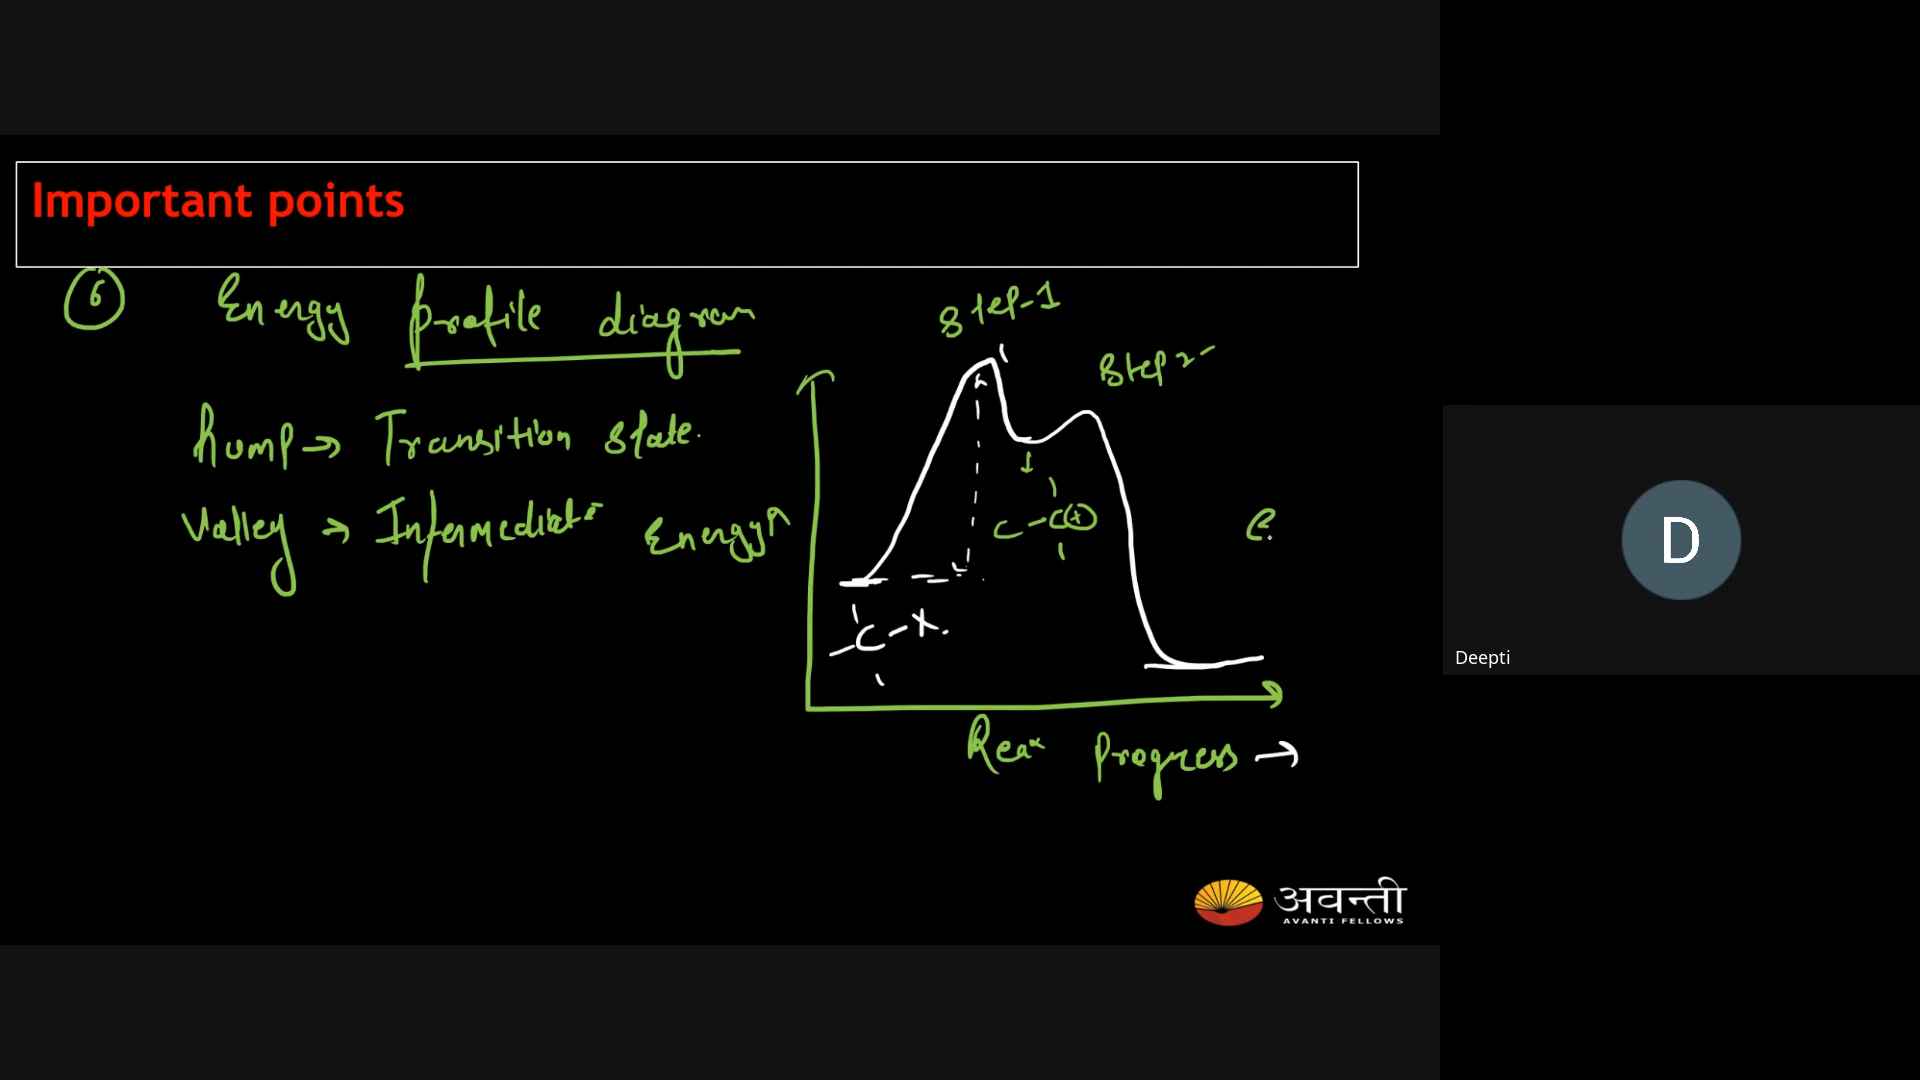 Important points
6 Energy profile diagram
Step-1
Step 2
hump → Transition state.
Valley → Intermediate
Energy↑
C-C(+)
-C-X.
Reaˣ Progress →
D
Deepti
अवन्ती
AVANTI FELLOWS